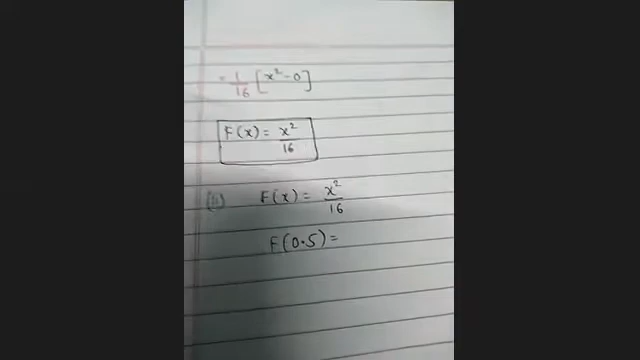 = 1/16 [x² - 0]
F(x) = x²/16
(ii) F(x) = x²/16
F(0.5) =